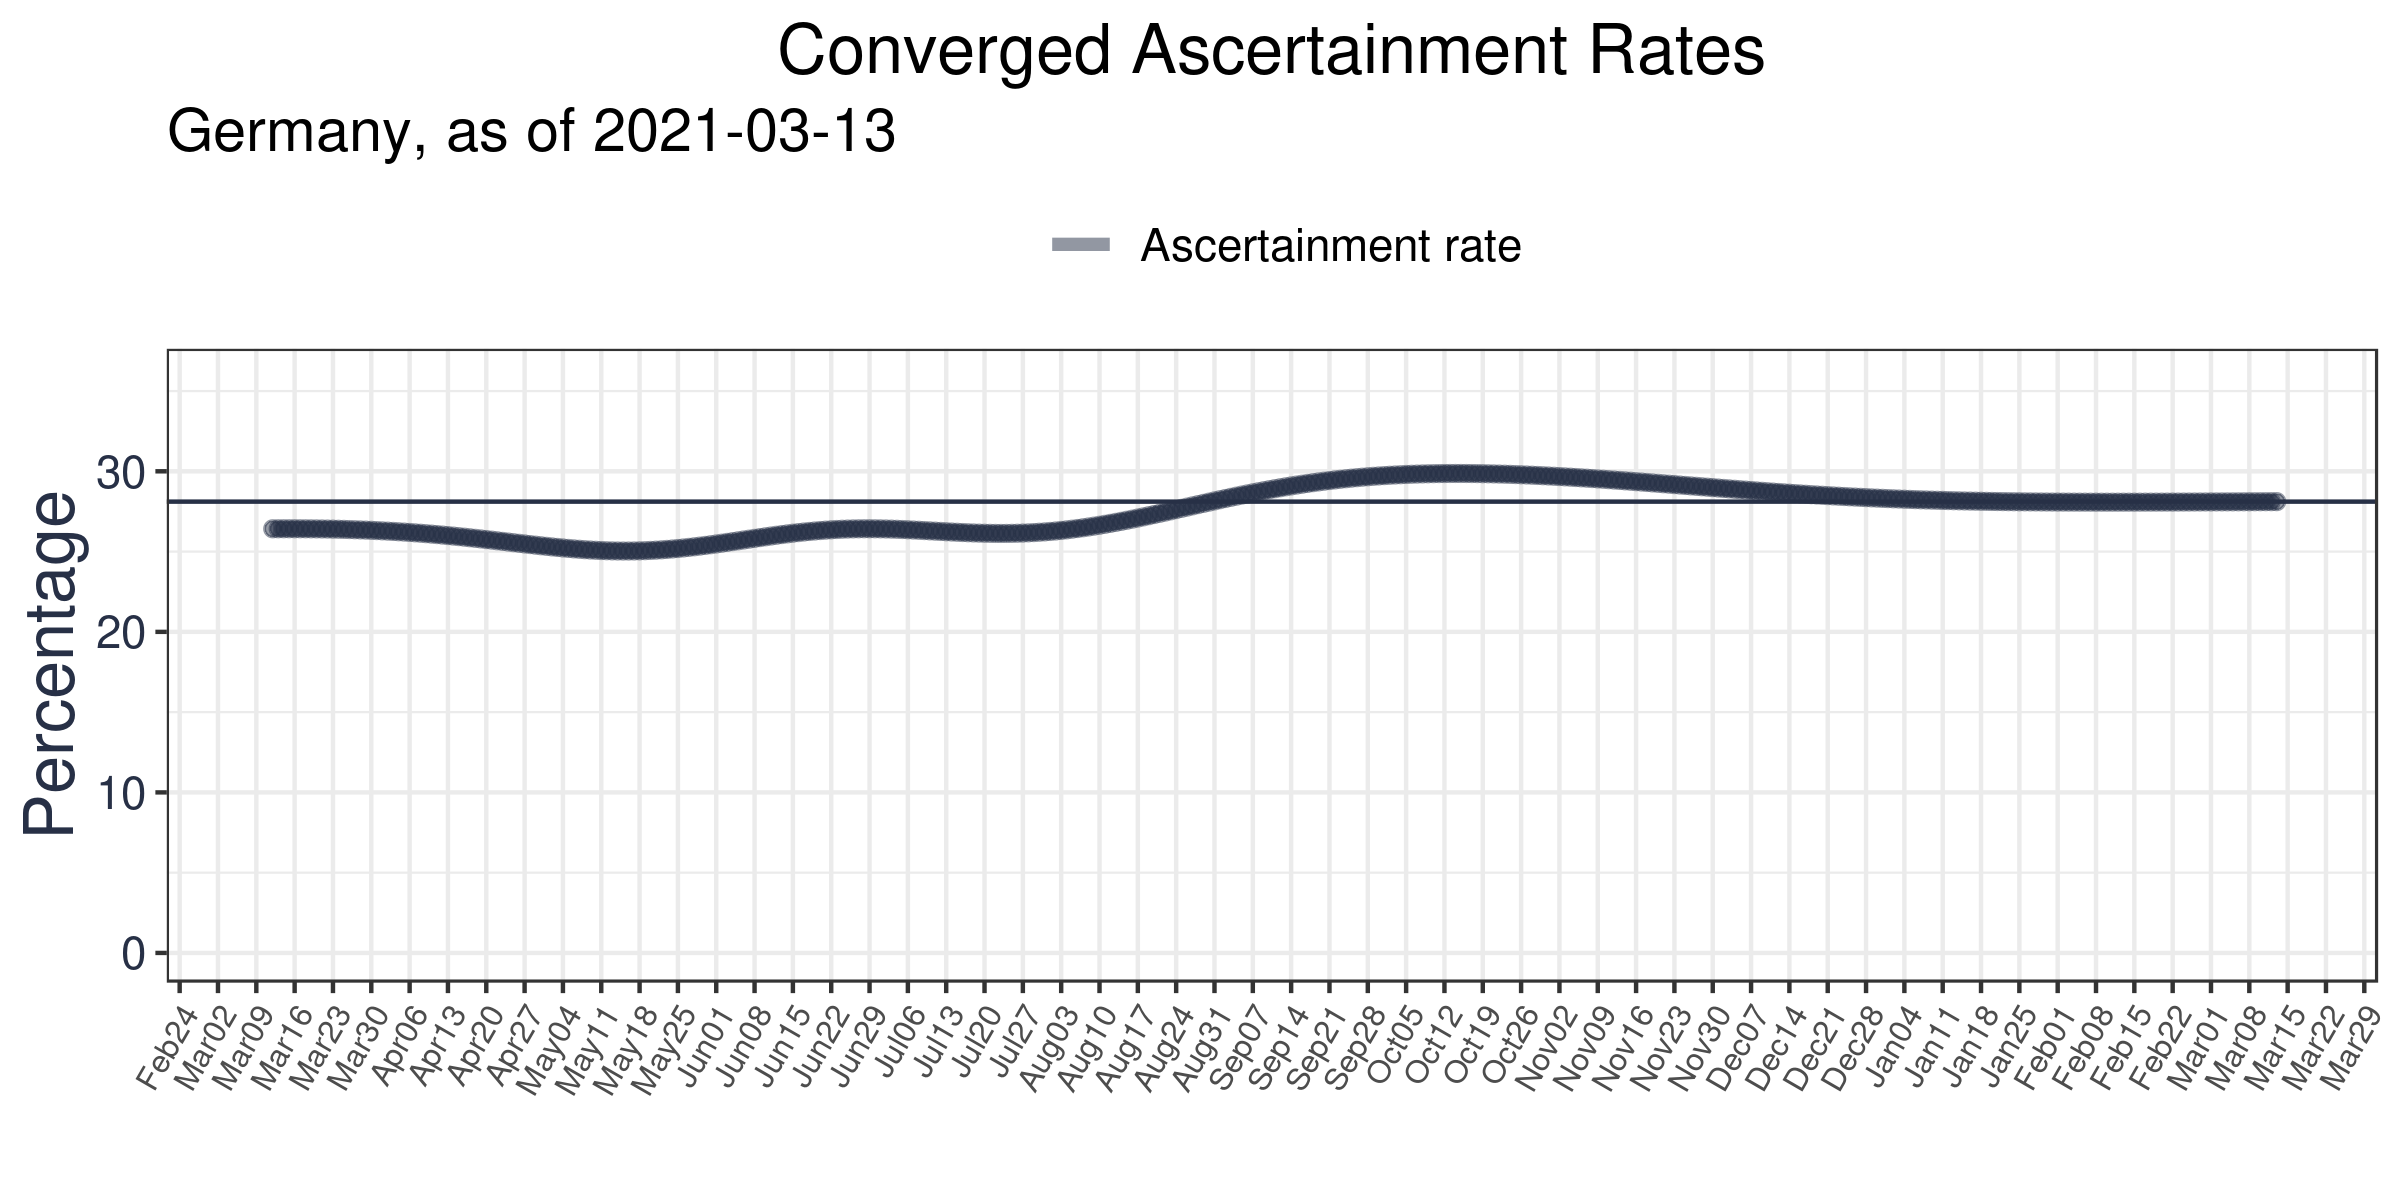 Converged Ascertainment Rates
Germany, as of 2021-03-13
Ascertainment rate
Percentage
30
20
10
0
Feb24 Mar02 Mar09 Mar16 Mar23 Mar30 Apr06 Apr13 Apr20 Apr27 May04 May11 May18 May25 Jun01 Jun08 Jun15 Jun22 Jun29 Jul06 Jul13 Jul20 Jul27 Aug03 Aug10 Aug17 Aug24 Aug31 Sep07 Sep14 Sep21 Sep28 Oct05 Oct12 Oct19 Oct26 Nov02 Nov09 Nov16 Nov23 Nov30 Dec07 Dec14 Dec21 Dec28 Jan04 Jan11 Jan18 Jan25 Feb01 Feb08 Feb15 Feb22 Mar01 Mar08 Mar15 Mar22 Mar29